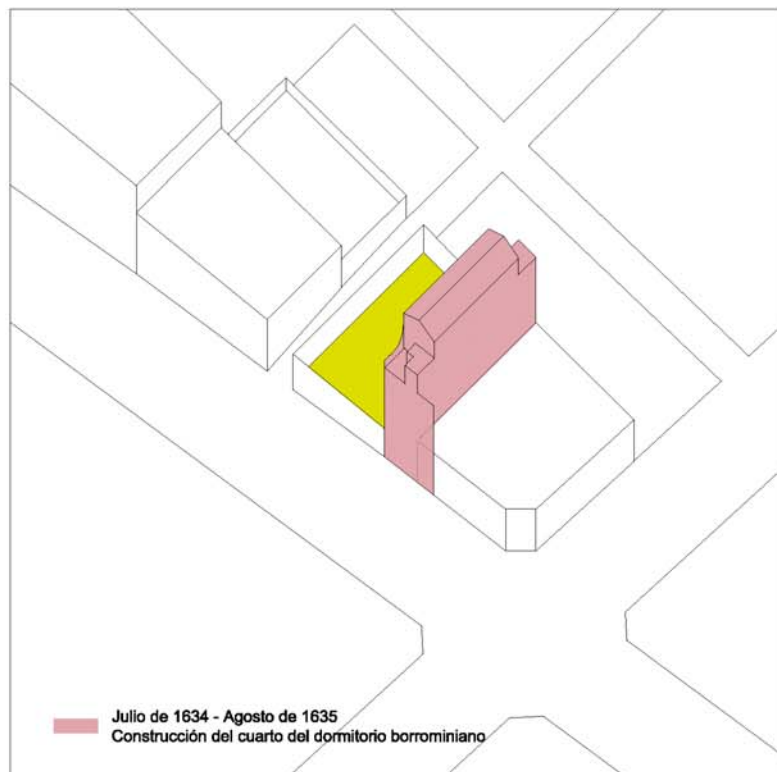 Julio de 1634 - Agosto de 1635
Construcción del cuarto del dormitorio borrominiano